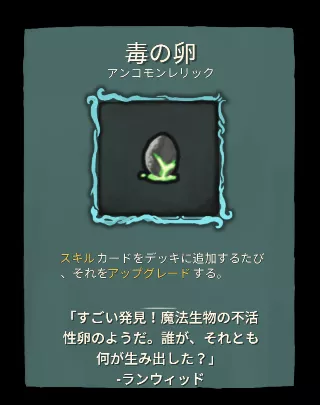 毒の卵
アンコモンレリック
スキルカードをデッキに追加するたび
、それをアップグレードする。
「すごい発見！魔法生物の不活
性卵のようだ。誰が、それとも
何が生み出した？」
-ランウィッド